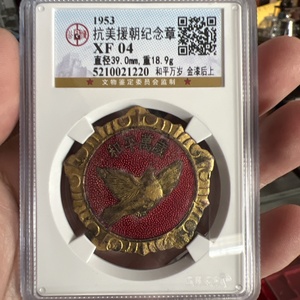 1953
抗美援朝纪念章
XF 04
直径39.0mm,重18.9g
5210021220 和平万岁 金漆后上
★ 文物鉴定委员会监制 ★